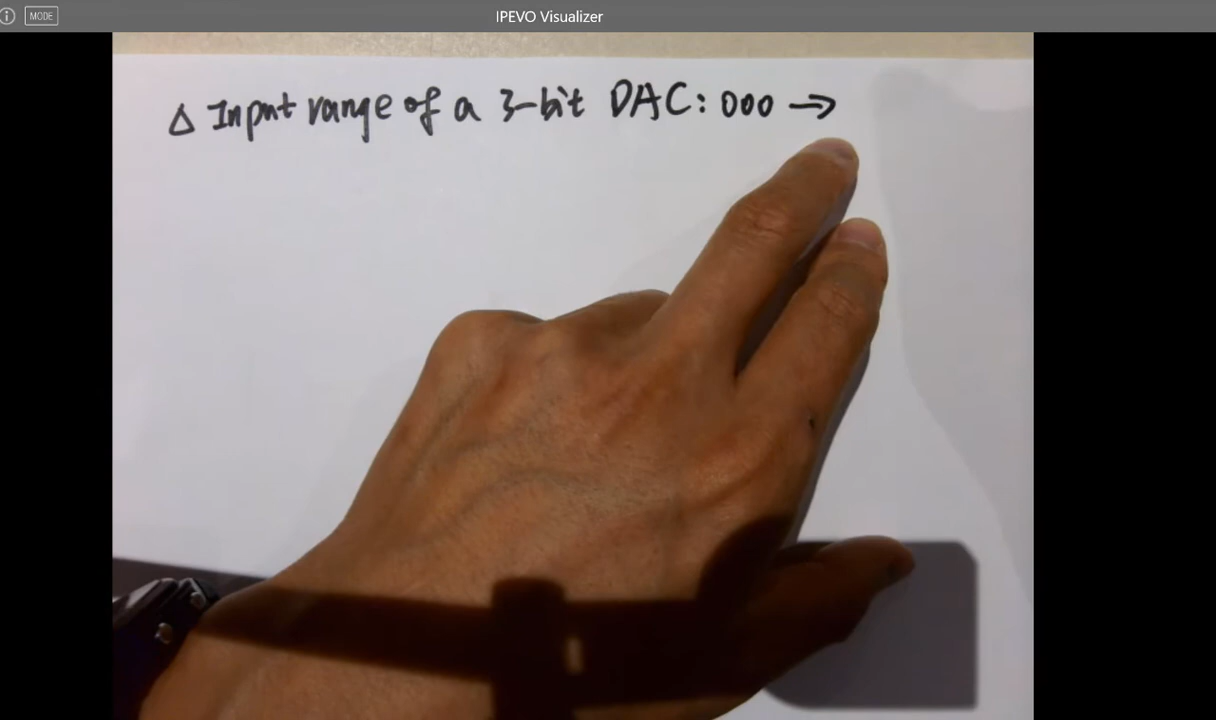 MODE
IPEVO Visualizer
Δ Input range of a 3-bit DAC: 000 →